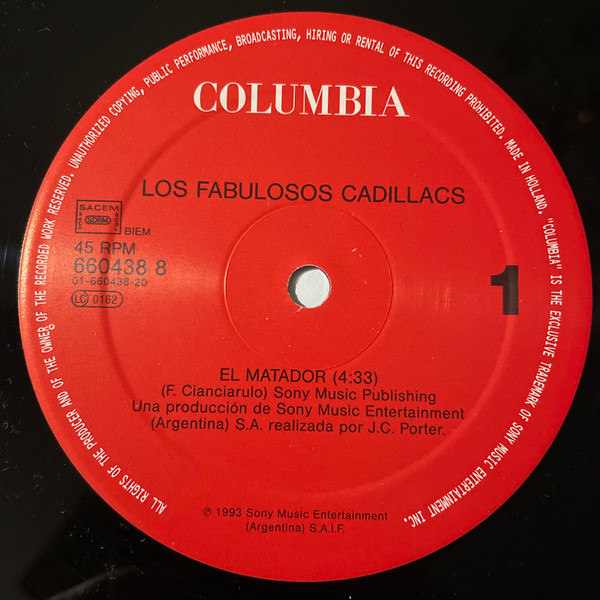 ALL RIGHTS OF THE PRODUCER AND OF THE OWNER OF THE RECORDED WORK RESERVED. UNAUTHORIZED COPYING, PUBLIC PERFORMANCE, BROADCASTING, HIRING OR RENTAL OF THIS RECORDING PROHIBITED. MADE IN HOLLAND. "COLUMBIA" IS THE EXCLUSIVE TRADEMARK OF SONY MUSIC ENTERTAINMENT INC.
COLUMBIA
LOS FABULOSOS CADILLACS
SACEM
SDRM
BIEM
45 RPM
660438 8
01-660438-20
LC 0162
1
EL MATADOR (4:33)
(F. Cianciarulo) Sony Music Publishing
Una producción de Sony Music Entertainment
(Argentina) S.A. realizada por J.C. Porter.
℗ 1993 Sony Music Entertainment
(Argentina) S.A.I.F.